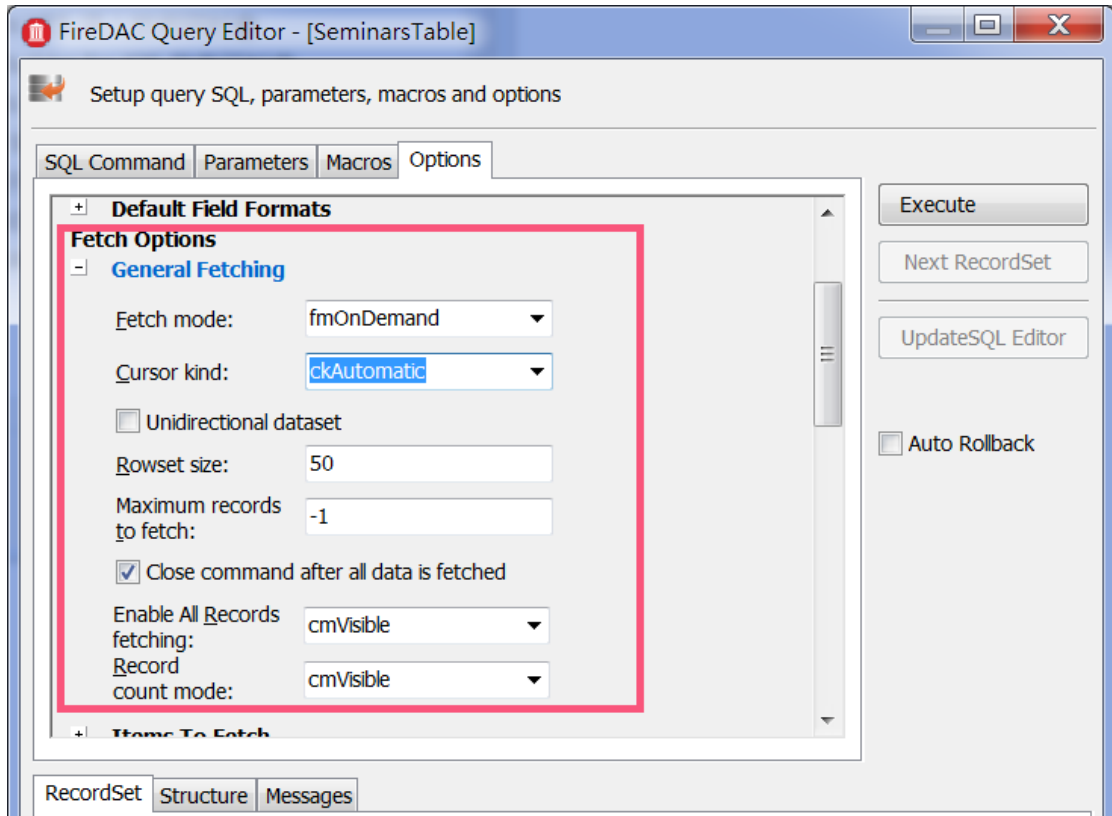 FireDAC Query Editor - [SeminarsTable]
Setup query SQL, parameters, macros and options
SQL Command Parameters Macros Options
Default Field Formats
Fetch Options
General Fetching
Fetch mode: fmOnDemand
Cursor kind: ckAutomatic
Unidirectional dataset
Rowset size: 50
Maximum records
to fetch: -1
Close command after all data is fetched
Enable All Records
fetching: cmVisible
Record
count mode: cmVisible
Items To Fetch
Execute
Next RecordSet
UpdateSQL Editor
Auto Rollback
RecordSet Structure Messages